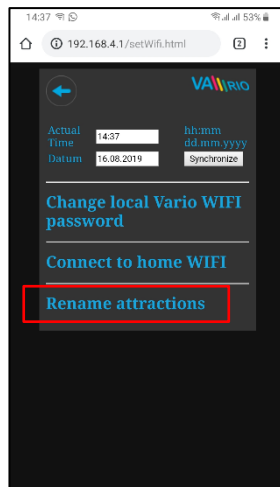 14:37 53%
192.168.4.1/setWifi.html 2
VARIO
Actual Time 14:37 hh:mm
Datum 16.08.2019 dd.mm.yyyy
Synchronize
Change local Vario WIFI
password
Connect to home WIFI
Rename attractions